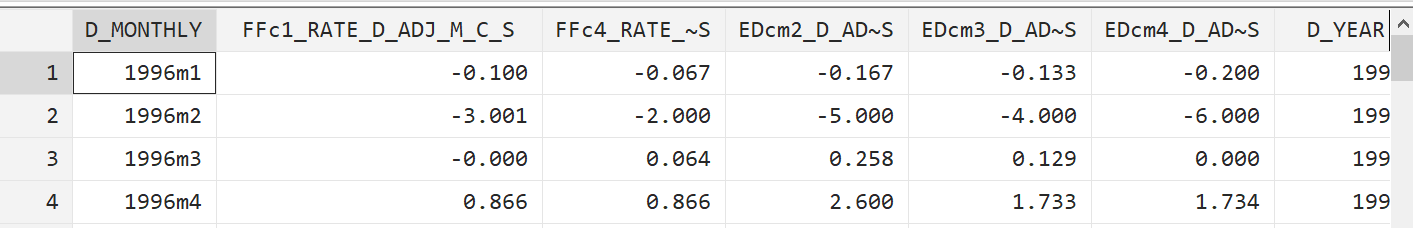 D_MONTHLY FFc1_RATE_D_ADJ_M_C_S FFc4_RATE_~S EDcm2_D_AD~S EDcm3_D_AD~S EDcm4_D_AD~S D_YEAR
1 1996m1 -0.100 -0.067 -0.167 -0.133 -0.200 199
2 1996m2 -3.001 -2.000 -5.000 -4.000 -6.000 199
3 1996m3 -0.000 0.064 0.258 0.129 0.000 199
4 1996m4 0.866 0.866 2.600 1.733 1.734 199